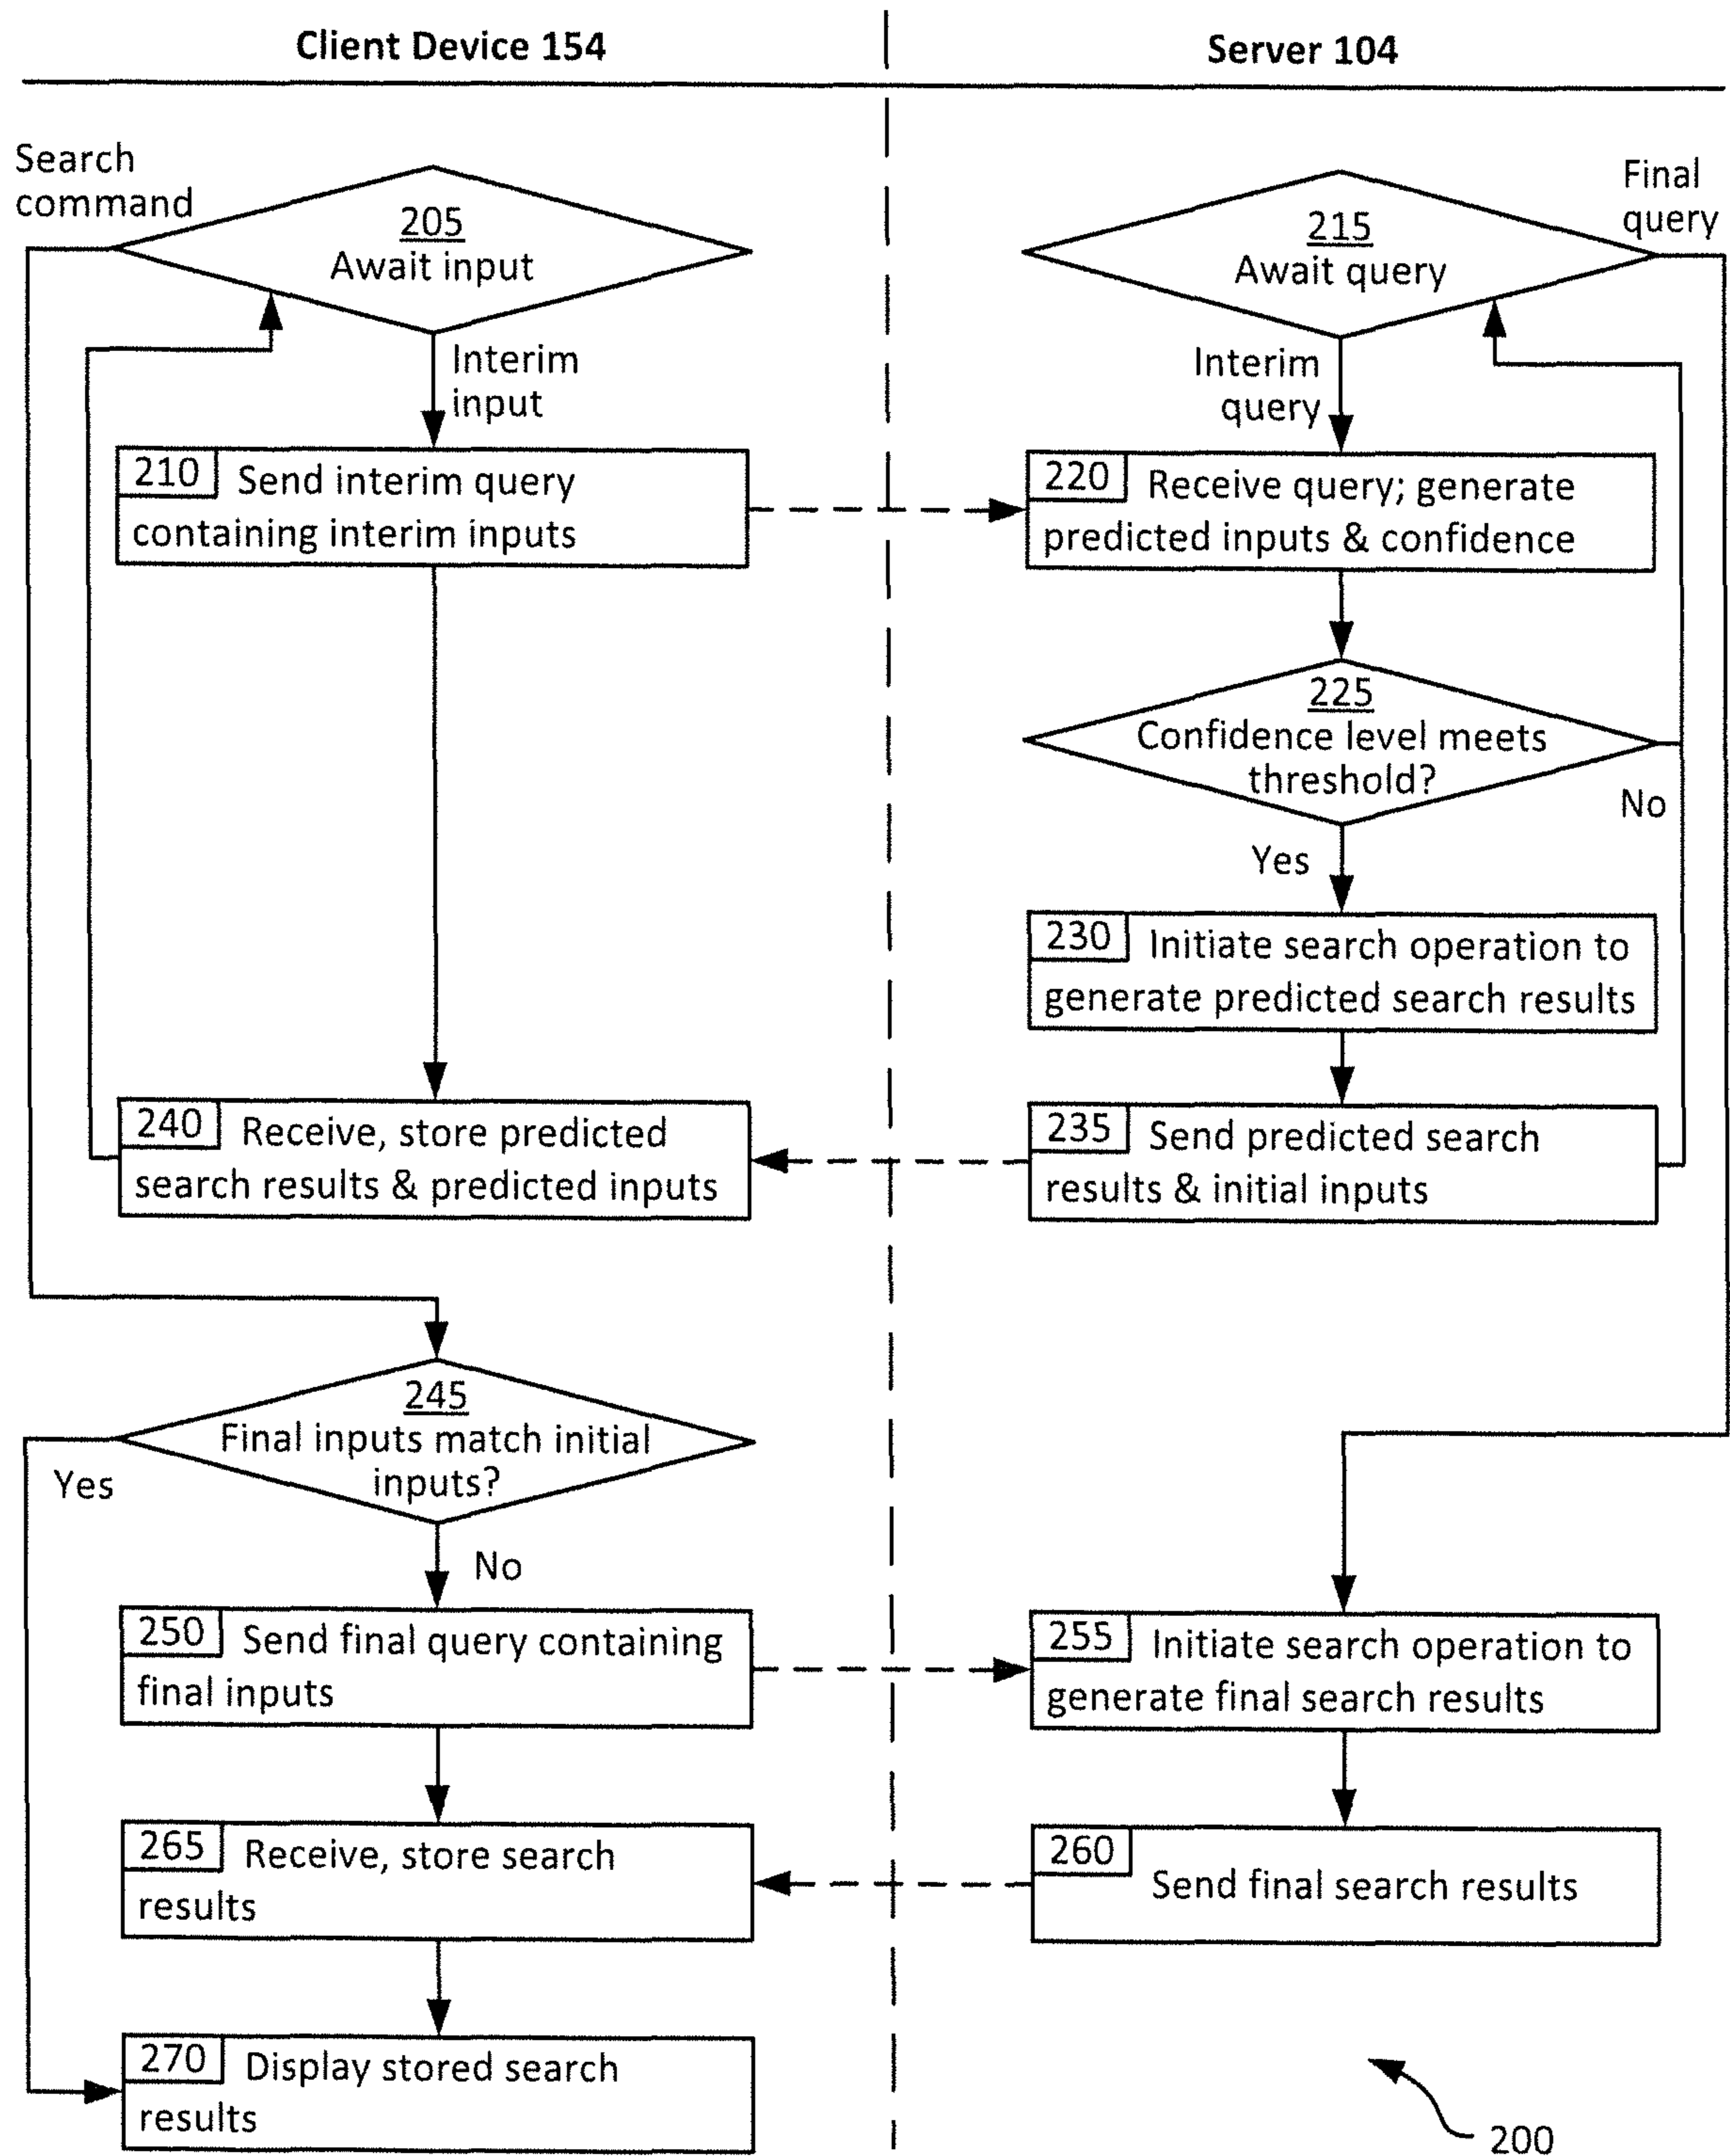 Client Device 154
Server 104
Search
command
205
Await input
Interim
input
210 Send interim query
containing interim inputs
215
Await query
Final
query
Interim
query
220 Receive query; generate
predicted inputs & confidence
225
Confidence level meets
threshold?
No
Yes
230 Initiate search operation to
generate predicted search results
240 Receive, store predicted
search results & predicted inputs
235 Send predicted search
results & initial inputs
245
Final inputs match initial
inputs?
Yes
No
250 Send final query containing
final inputs
255 Initiate search operation to
generate final search results
265 Receive, store search
results
260 Send final search results
270 Display stored search
results
200